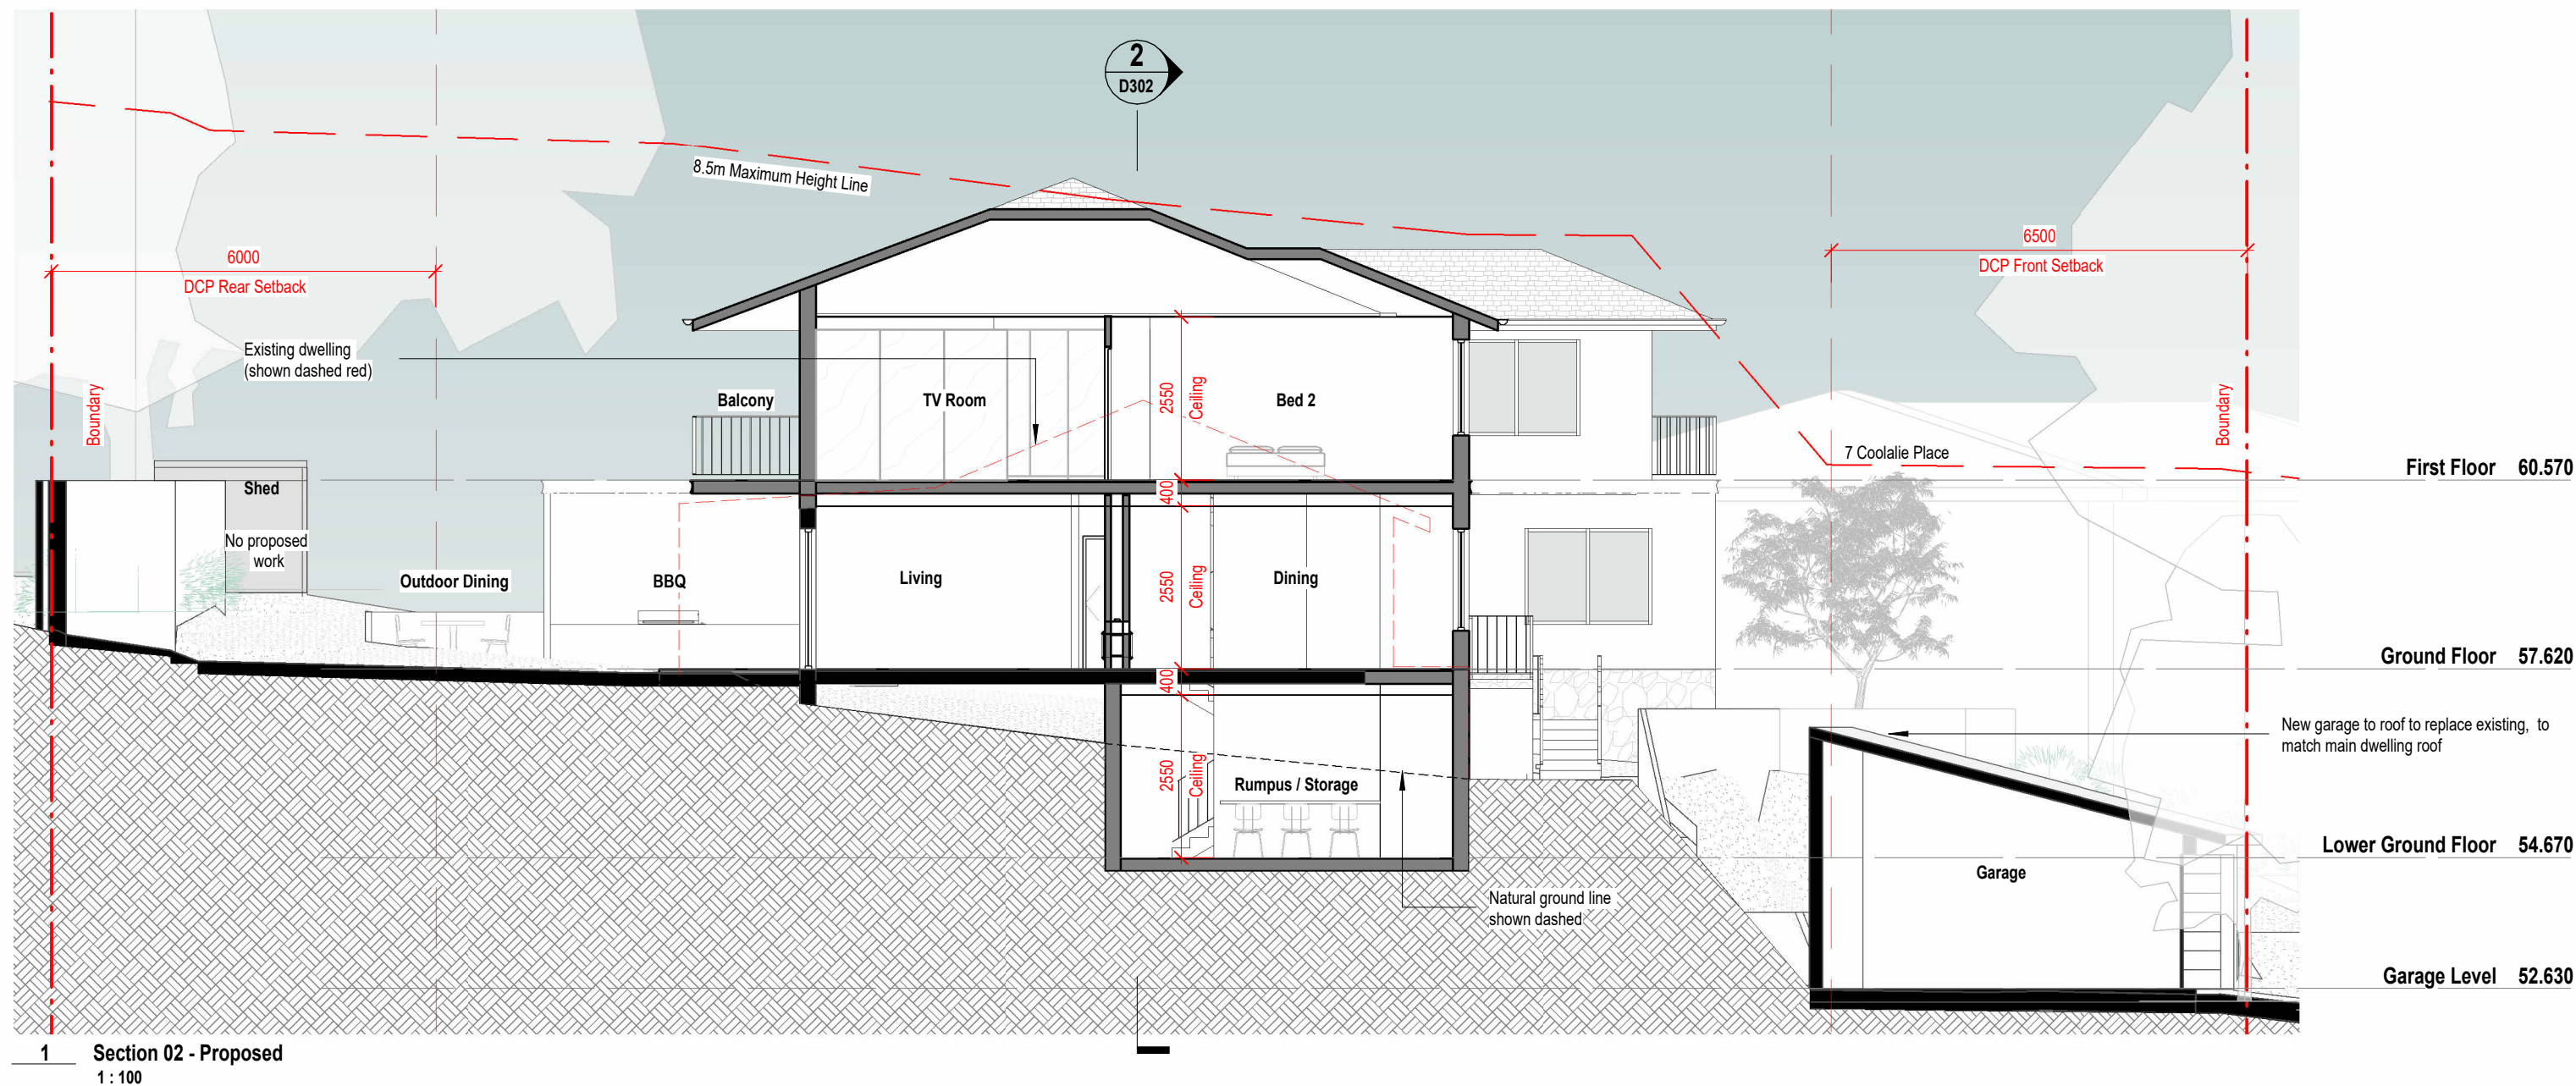 2
D302
8.5m Maximum Height Line
6000
DCP Rear Setback
6500
DCP Front Setback
Existing dwelling
(shown dashed red)
Boundary
Balcony
TV Room
2550
Ceiling
Bed 2
Boundary
7 Coolalie Place
First Floor 60.570
Shed
400
No proposed
work
Outdoor Dining
BBQ
Living
2550
Ceiling
Dining
Ground Floor 57.620
400
New garage to roof to replace existing, to
match main dwelling roof
2550
Ceiling
Rumpus / Storage
Lower Ground Floor 54.670
Garage
Natural ground line
shown dashed
Garage Level 52.630
1 Section 02 - Proposed
1 : 100